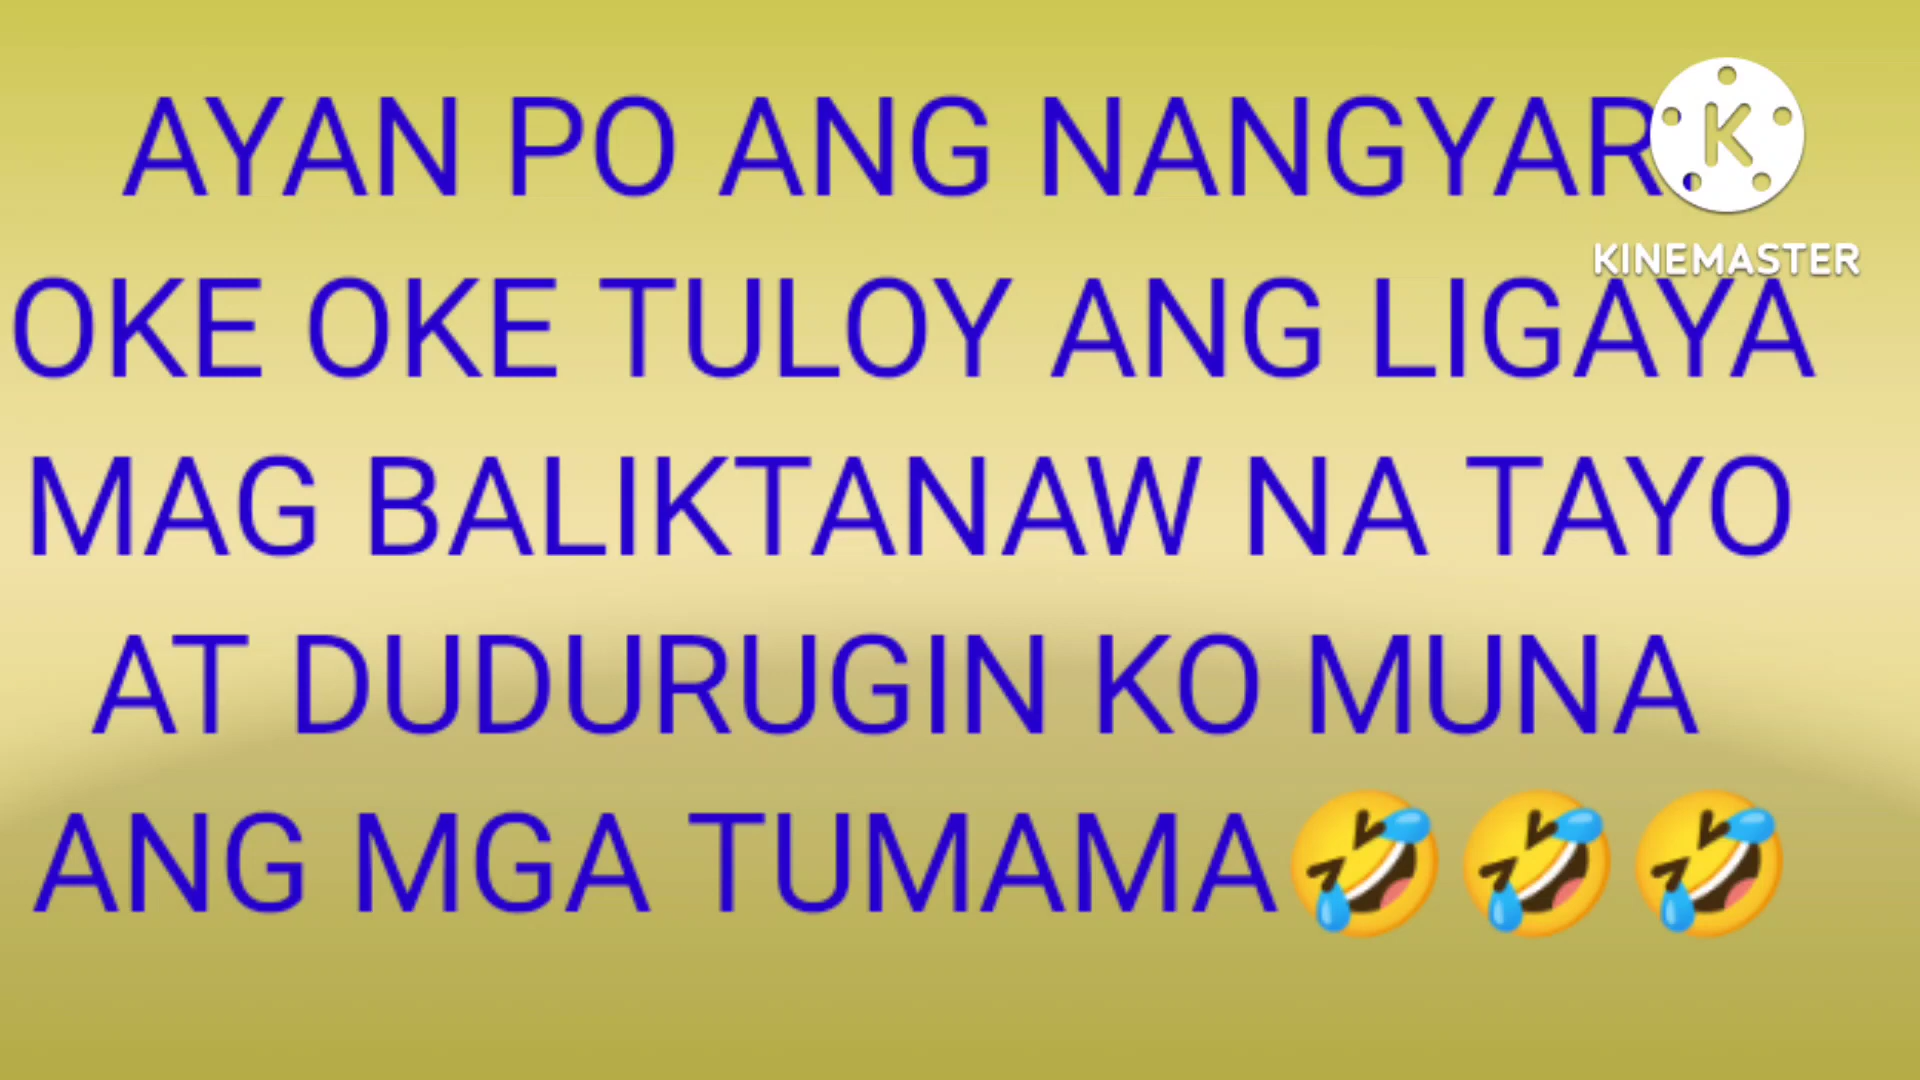 AYAN PO ANG NANGYARI
OKE OKE TULOY ANG LIGAYA
MAG BALIKTANAW NA TAYO
AT DUDURUGIN KO MUNA
ANG MGA TUMAMA🤣🤣🤣
K
KINEMASTER